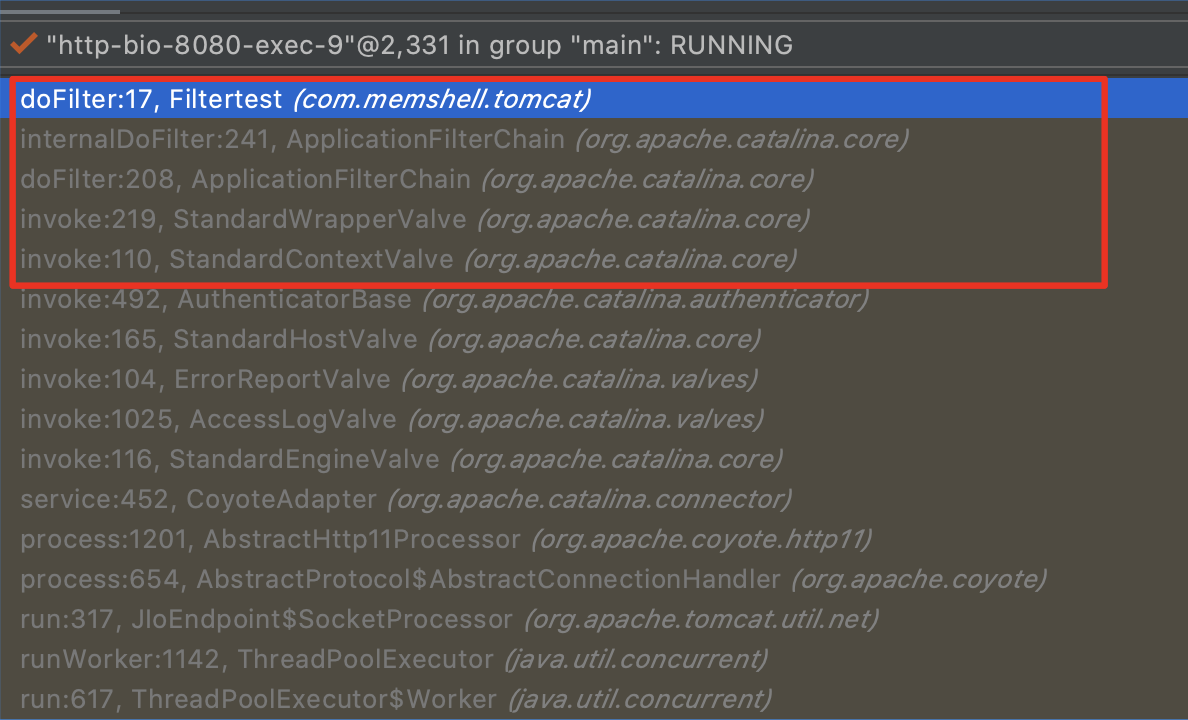 "http-bio-8080-exec-9"@2,331 in group "main": RUNNING
doFilter:17, Filtertest (com.memshell.tomcat)
internalDoFilter:241, ApplicationFilterChain (org.apache.catalina.core)
doFilter:208, ApplicationFilterChain (org.apache.catalina.core)
invoke:219, StandardWrapperValve (org.apache.catalina.core)
invoke:110, StandardContextValve (org.apache.catalina.core)
invoke:492, AuthenticatorBase (org.apache.catalina.authenticator)
invoke:165, StandardHostValve (org.apache.catalina.core)
invoke:104, ErrorReportValve (org.apache.catalina.valves)
invoke:1025, AccessLogValve (org.apache.catalina.valves)
invoke:116, StandardEngineValve (org.apache.catalina.core)
service:452, CoyoteAdapter (org.apache.catalina.connector)
process:1201, AbstractHttp11Processor (org.apache.coyote.http11)
process:654, AbstractProtocol$AbstractConnectionHandler (org.apache.coyote)
run:317, JIoEndpoint$SocketProcessor (org.apache.tomcat.util.net)
runWorker:1142, ThreadPoolExecutor (java.util.concurrent)
run:617, ThreadPoolExecutor$Worker (java.util.concurrent)